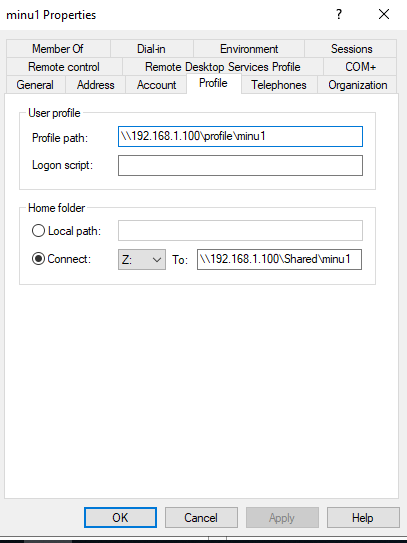 minu1 Properties
? ×
Member Of Dial-in Environment Sessions
Remote control Remote Desktop Services Profile COM+
General Address Account Profile Telephones Organization
User profile
Profile path: \\192.168.1.100\profile\minu1
Logon script:
Home folder
Local path:
Connect: Z: To: \\192.168.1.100\Shared\minu1
OK Cancel Apply Help